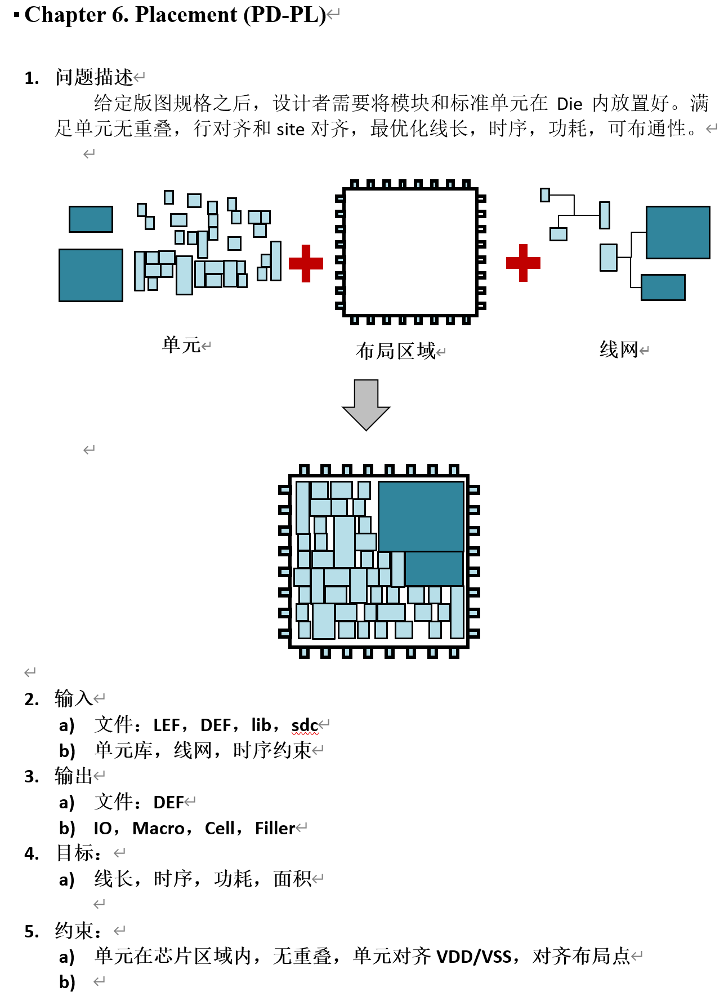 Chapter 6. Placement (PD-PL)
1. 问题描述
给定版图规格之后，设计者需要将模块和标准单元在 Die 内放置好。满
足单元无重叠，行对齐和 site 对齐，最优化线长，时序，功耗，可布通性。
单元
布局区域
线网
2. 输入
a) 文件：LEF，DEF，lib，sdc
b) 单元库，线网，时序约束
3. 输出
a) 文件：DEF
b) IO，Macro，Cell，Filler
4. 目标：
a) 线长，时序，功耗，面积
5. 约束：
a) 单元在芯片区域内，无重叠，单元对齐 VDD/VSS，对齐布局点
b)